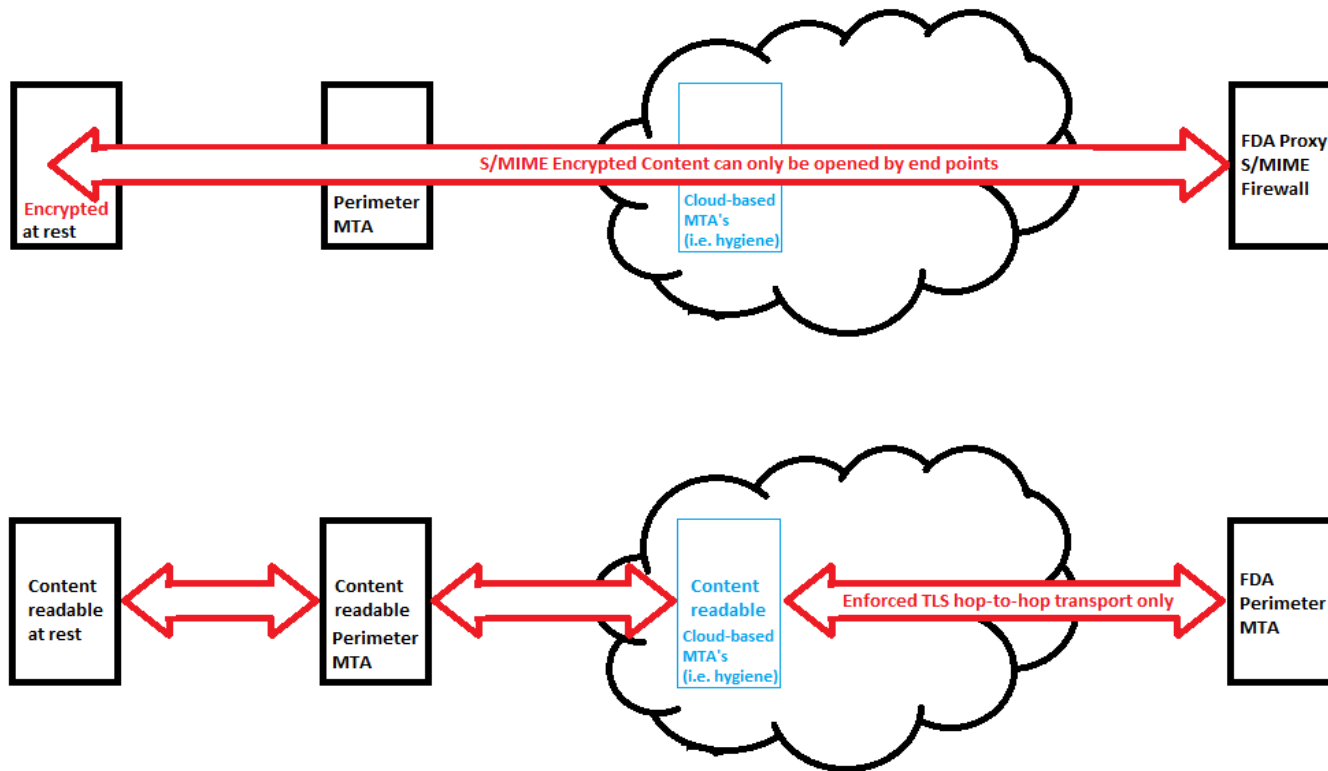 S/MIME Encrypted Content can only be opened by end points
Encrypted
at rest
Perimeter
MTA
Cloud-based
MTA's
(i.e. hygiene)
FDA Proxy
S/MIME
Firewall
Content
readable
at rest
Content
readable
Perimeter
MTA
Content
readable
Cloud-based
MTA's
(i.e. hygiene)
Enforced TLS hop-to-hop transport only
FDA
Perimeter
MTA